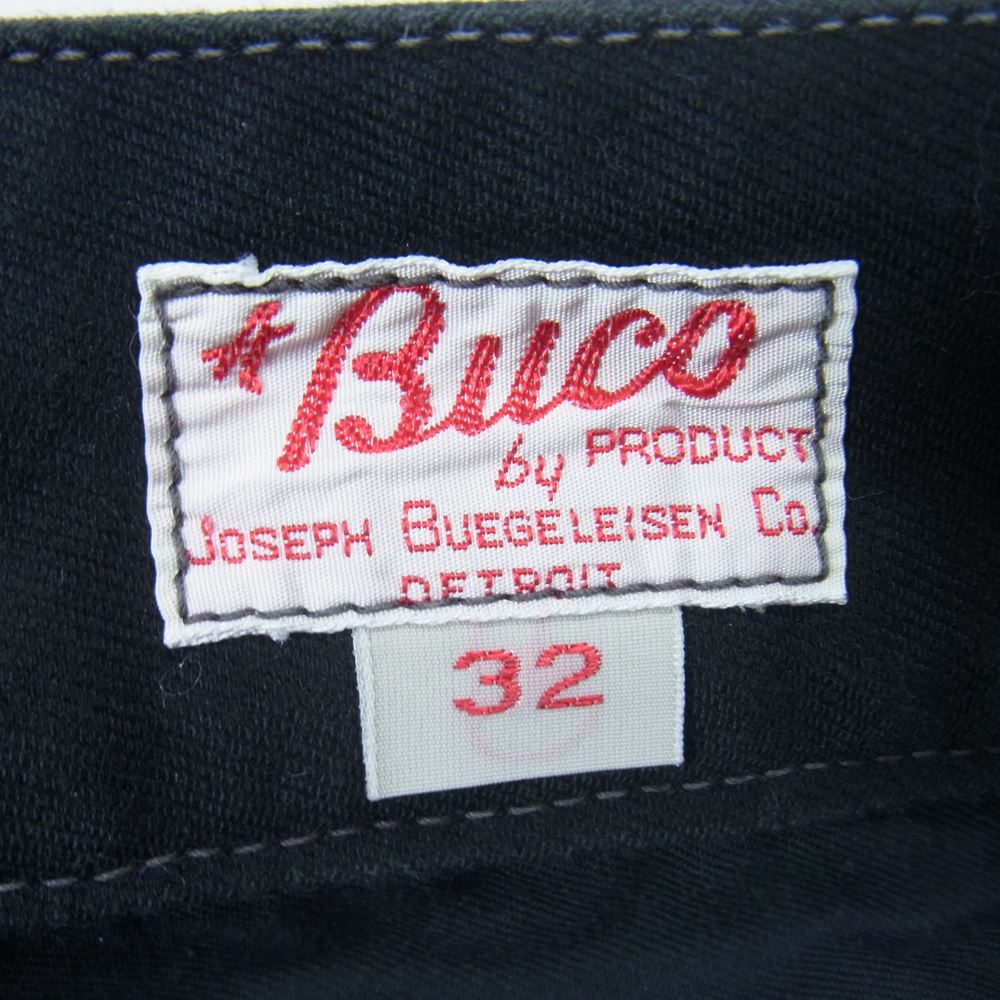 Buco
by PRODUCT
JOSEPH BUEGELEISEN CO.
DETROIT
32